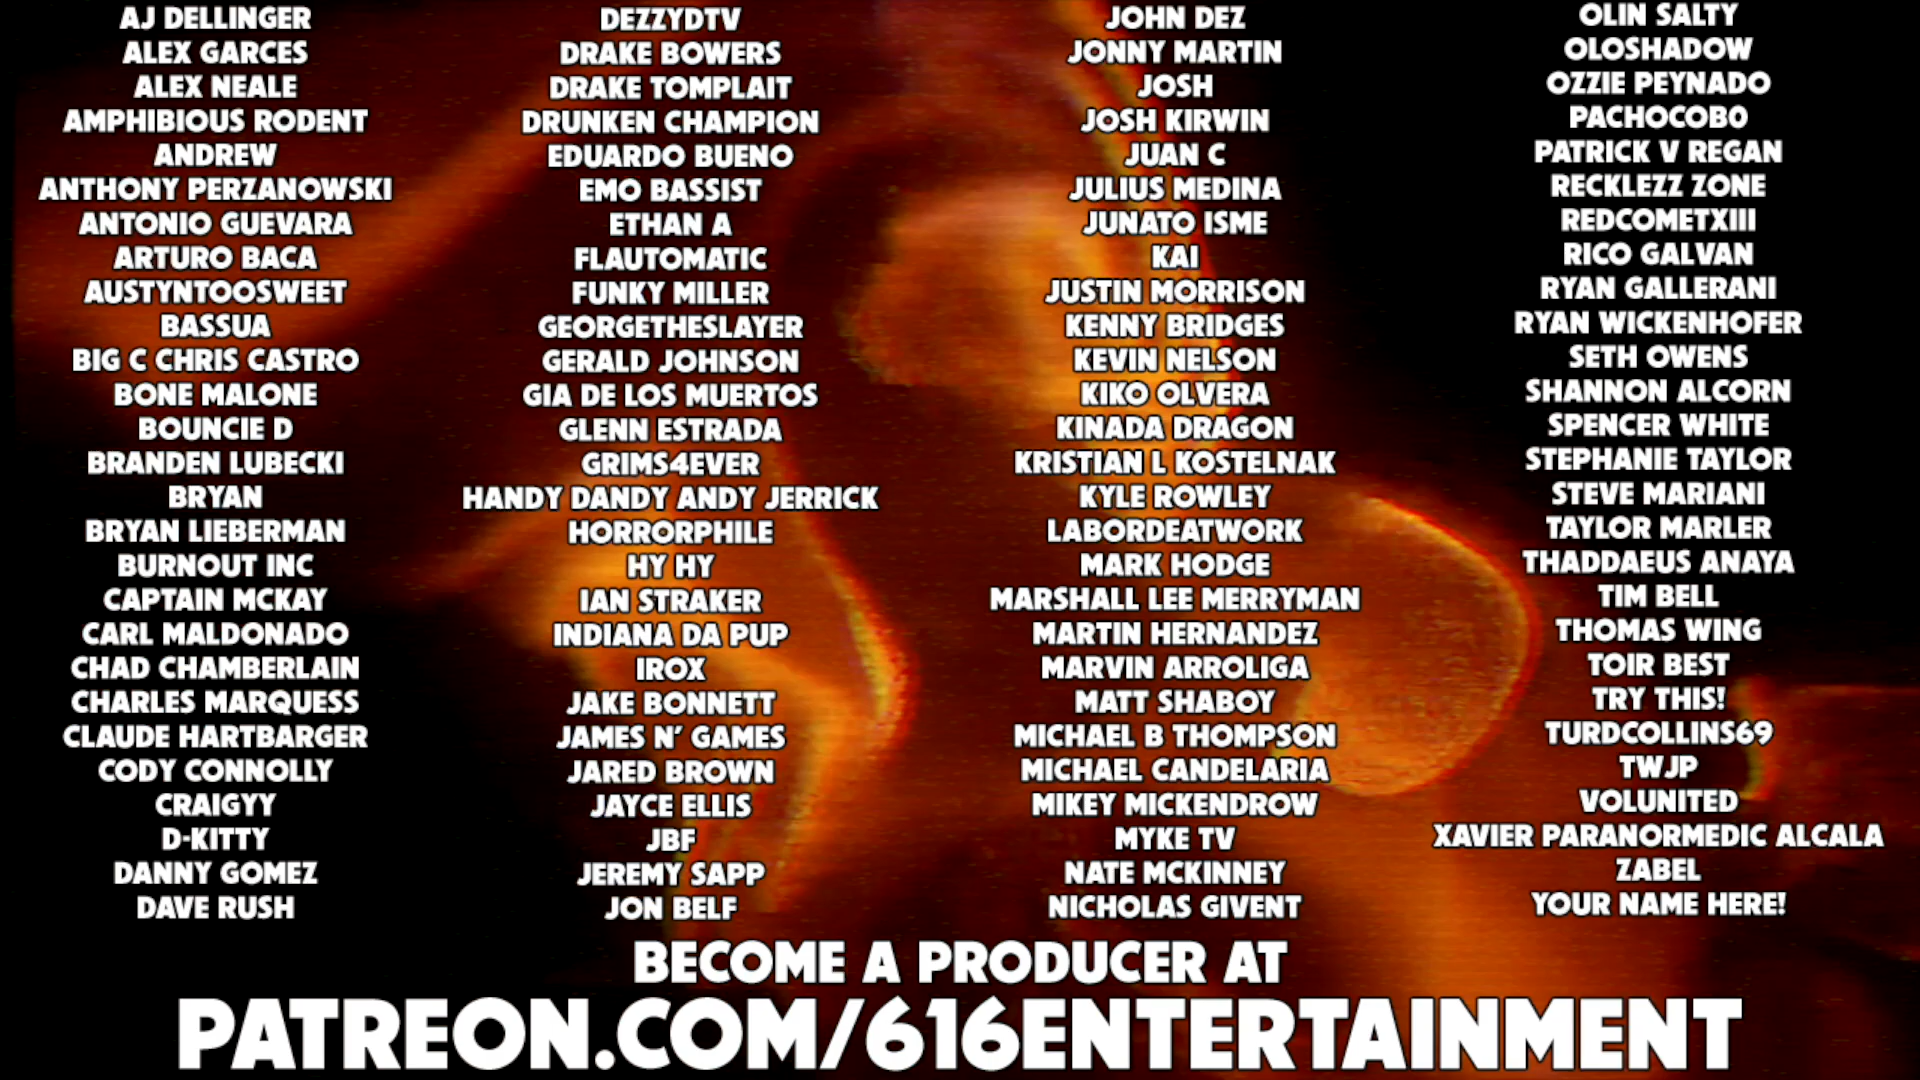 AJ DELLINGER
ALEX GARCES
ALEX NEALE
AMPHIBIOUS RODENT
ANDREW
ANTHONY PERZANOWSKI
ANTONIO GUEVARA
ARTURO BACA
AUSTYNTOOSWEET
BASSUA
BIG C CHRIS CASTRO
BONE MALONE
BOUNCIE D
BRANDEN LUBECKI
BRYAN
BRYAN LIEBERMAN
BURNOUT INC
CAPTAIN MCKAY
CARL MALDONADO
CHAD CHAMBERLAIN
CHARLES MARQUESS
CLAUDE HARTBARGER
CODY CONNOLLY
CRAIGYY
D-KITTY
DANNY GOMEZ
DAVE RUSH
DEZZYDTV
DRAKE BOWERS
DRAKE TOMPLAIT
DRUNKEN CHAMPION
EDUARDO BUENO
EMO BASSIST
ETHAN A
FLAUTOMATIC
FUNKY MILLER
GEORGETHESLAYER
GERALD JOHNSON
GIA DE LOS MUERTOS
GLENN ESTRADA
GRIMS4EVER
HANDY DANDY ANDY JERRICK
HORRORPHILE
HY HY
IAN STRAKER
INDIANA DA PUP
IROX
JAKE BONNETT
JAMES N' GAMES
JARED BROWN
JAYCE ELLIS
JBF
JEREMY SAPP
JON BELF
JOHN DEZ
JONNY MARTIN
JOSH
JOSH KIRWIN
JUAN C
JULIUS MEDINA
JUNATO ISME
KAI
JUSTIN MORRISON
KENNY BRIDGES
KEVIN NELSON
KIKO OLVERA
KINADA DRAGON
KRISTIAN L KOSTELNAK
KYLE ROWLEY
LABORDEATWORK
MARK HODGE
MARSHALL LEE MERRYMAN
MARTIN HERNANDEZ
MARVIN ARROLIGA
MATT SHABOY
MICHAEL B THOMPSON
MICHAEL CANDELARIA
MIKEY MICKENDROW
MYKE TV
NATE MCKINNEY
NICHOLAS GIVENT
OLIN SALTY
OLOSHADOW
OZZIE PEYNADO
PACHOCOB0
PATRICK V REGAN
RECKLEZZ ZONE
REDCOMETXIII
RICO GALVAN
RYAN GALLERANI
RYAN WICKENHOFER
SETH OWENS
SHANNON ALCORN
SPENCER WHITE
STEPHANIE TAYLOR
STEVE MARIANI
TAYLOR MARLER
THADDAEUS ANAYA
TIM BELL
THOMAS WING
TOIR BEST
TRY THIS!
TURDCOLLINS69
TWJP
VOLUNITED
XAVIER PARANORMEDIC ALCALA
ZABEL
YOUR NAME HERE!
BECOME A PRODUCER AT
PATREON.COM/616ENTERTAINMENT